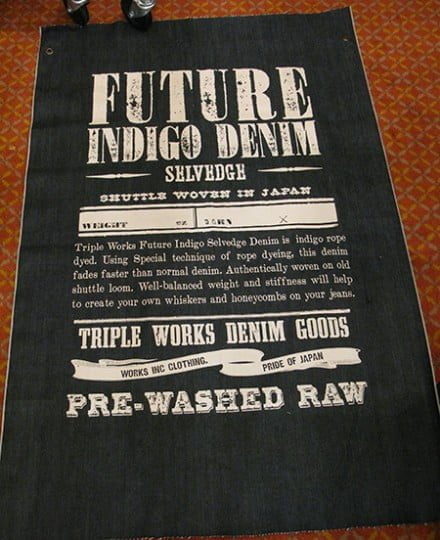 FUTURE
INDIGO DENIM
SELVEDGE
SHUTTLE WOVEN IN JAPAN
WEIGHT OZ X
Triple Works Future Indigo Selvedge Denim is indigo rope
dyed. Using Special technique of rope dyeing, this denim
fades faster than normal denim. Authentically woven on old
shuttle loom. Well-balanced weight and stiffness will help
to create your own whiskers and honeycombs on your jeans.
TRIPLE WORKS DENIM GOODS
WORKS INC CLOTHING. PRIDE OF JAPAN
PRE-WASHED RAW